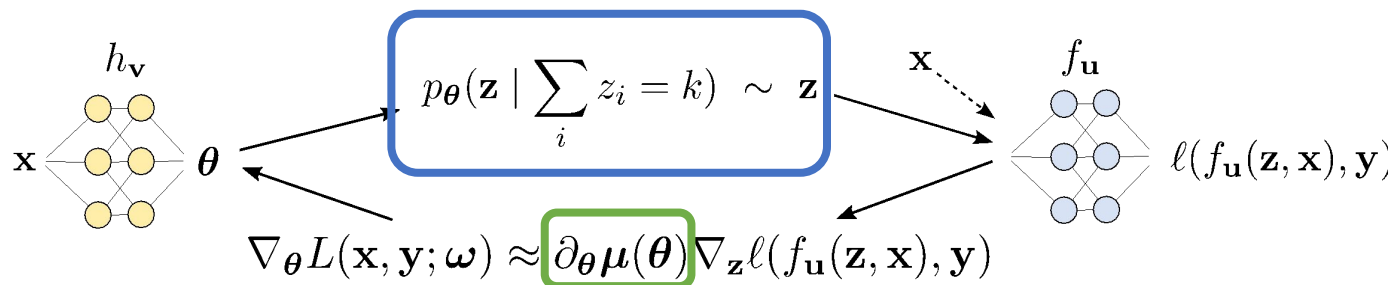 h_v
x
θ
p_θ(z | ∑_i z_i = k) ∼ z
x
f_u
ℓ(f_u(z, x), y)
∇_θ L(x, y; ω) ≈ ∂_θ μ(θ) ∇_z ℓ(f_u(z, x), y)